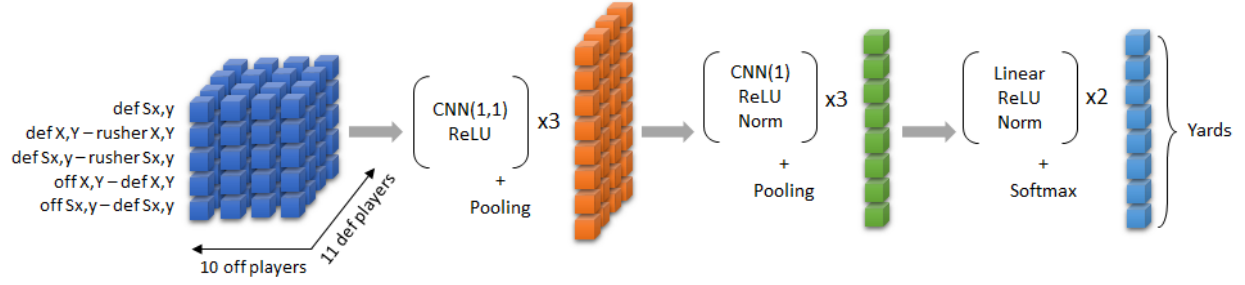 def Sx,y
def X,Y – rusher X,Y
def Sx,y – rusher Sx,y
off X,Y – def X,Y
off Sx,y – def Sx,y
10 off players
11 def players
CNN(1,1)
ReLU
x3
+
Pooling
CNN(1)
ReLU
Norm
x3
+
Pooling
Linear
ReLU
Norm
x2
+
Softmax
Yards